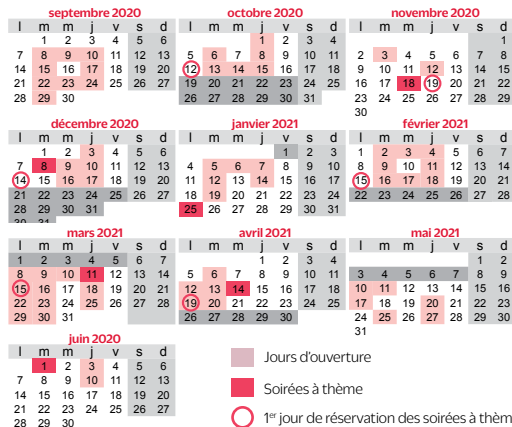 septembre 2020
l m m j v s d
1 2 3 4 5 6
7 8 9 10 11 12 13
14 15 16 17 18 19 20
21 22 23 24 25 26 27
28 29 30
octobre 2020
l m m j v s d
1 2 3 4
5 6 7 8 9 10 11
12 13 14 15 16 17 18
19 20 21 22 23 24 25
26 27 28 29 30 31
novembre 2020
l m m j v s d
1
2 3 4 5 6 7 8
9 10 11 12 13 14 15
16 17 18 19 20 21 22
23 24 25 26 27 28 29
30
décembre 2020
l m m j v s d
1 2 3 4 5 6
7 8 9 10 11 12 13
14 15 16 17 18 19 20
21 22 23 24 25 26 27
28 29 30 31
30 31
janvier 2021
l m m j v s d
1 2 3
4 5 6 7 8 9 10
11 12 13 14 15 16 17
18 19 20 21 22 23 24
25 26 27 28 29 30 31
février 2021
l m m j v s d
1 2 3 4 5 6 7
8 9 10 11 12 13 14
15 16 17 18 19 20 21
22 23 24 25 26 27 28
mars 2021
l m m j v s d
1 2 3 4 5 6 7
8 9 10 11 12 13 14
15 16 17 18 19 20 21
22 23 24 25 26 27 28
29 30 31
avril 2021
l m m j v s d
1 2 3 4
5 6 7 8 9 10 11
12 13 14 15 16 17 18
19 20 21 22 23 24 25
26 27 28 29 30
mai 2021
l m m j v s d
1 2
3 4 5 6 7 8 9
10 11 12 13 14 15 16
17 18 19 20 21 22 23
24 25 26 27 28 29 30
31
juin 2020
l m m j v s d
1 2 3 4 5 6
7 8 9 10 11 12 13
14 15 16 17 18 19 20
21 22 23 24 25 26 27
28 29 30
Jours d'ouverture
Soirées à thème
1er jour de réservation des soirées à thèm